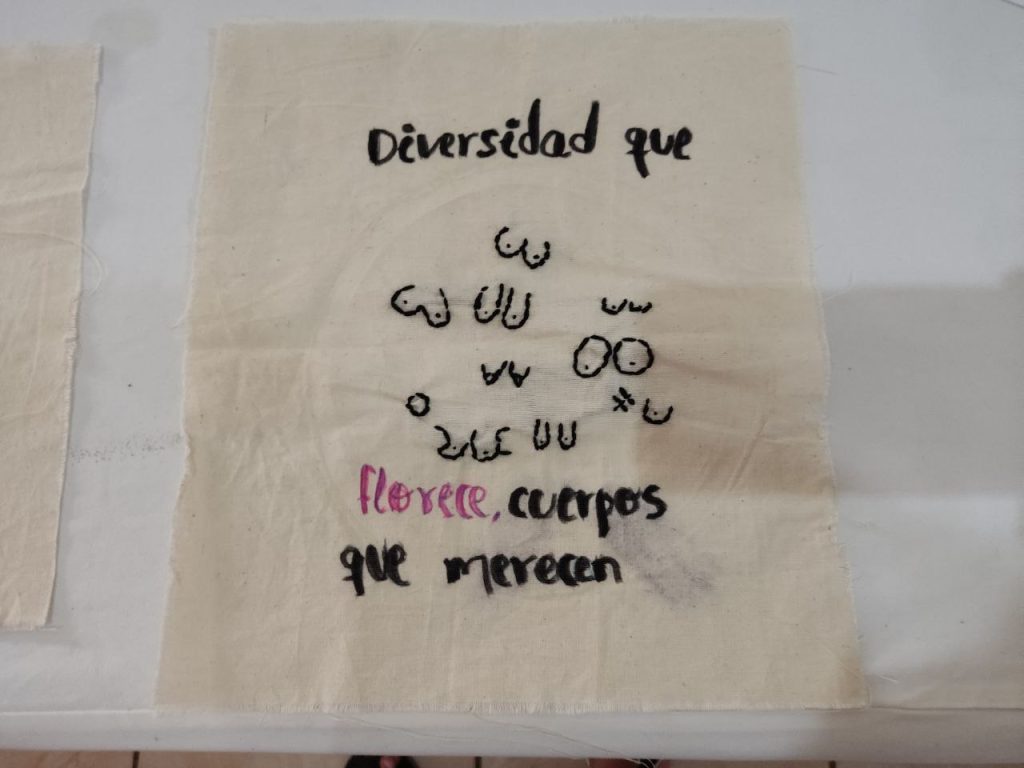 Diversidad que
florece, cuerpos
que merecen